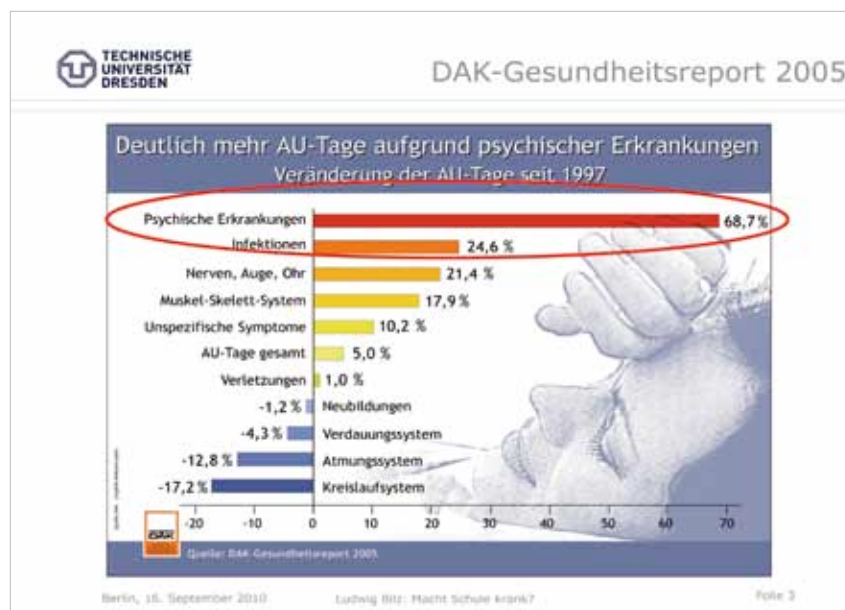 TECHNISCHE
UNIVERSITÄT
DRESDEN
DAK-Gesundheitsreport 2005
Deutlich mehr AU-Tage aufgrund psychischer Erkrankungen
Veränderung der AU-Tage seit 1997
Psychische Erkrankungen 68,7 %
Infektionen 24,6 %
Nerven, Auge, Ohr 21,4 %
Muskel-Skelett-System 17,9 %
Unspezifische Symptome 10,2 %
AU-Tage gesamt 5,0 %
Verletzungen 1,0 %
-1,2 % Neubildungen
-4,3 % Verdauungssystem
-12,8 % Atmungssystem
-17,2 % Kreislaufsystem
-20 -10 0 10 20 30 40 50 60 70
DAK
Quelle: DAK-Gesundheitsreport 2005
Berlin, 16. September 2010 Ludwig Bilz: Macht Schule krank? Folie 3